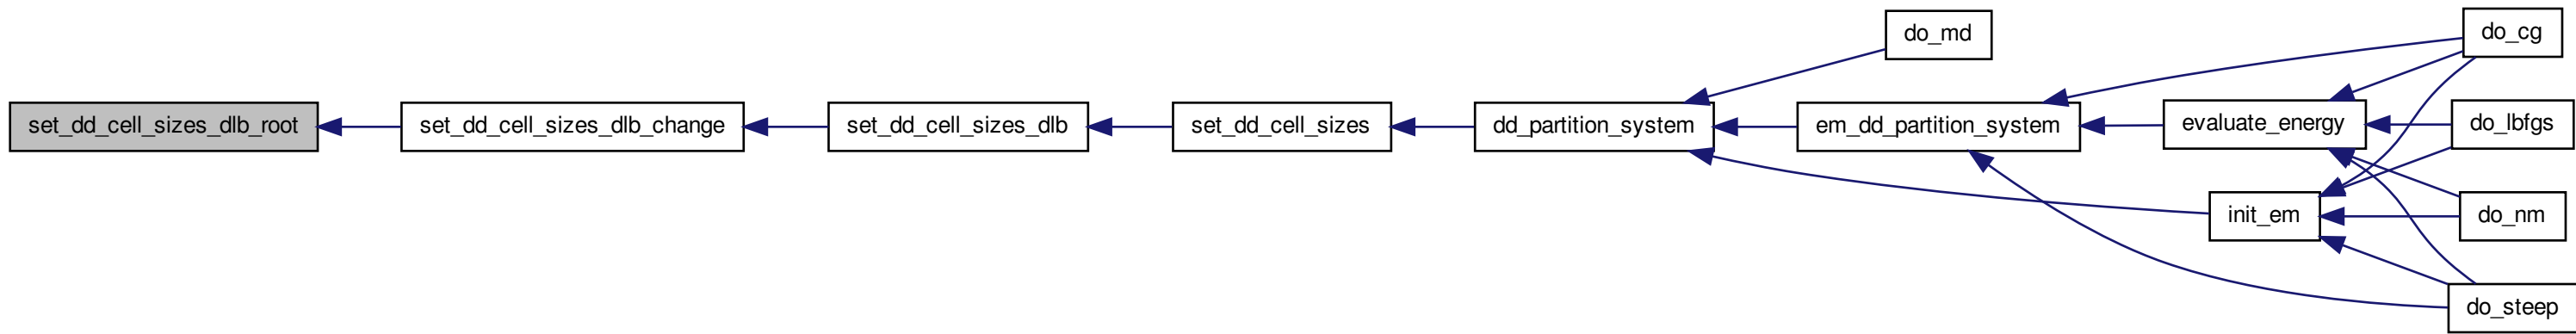 set_dd_cell_sizes_dlb_root
set_dd_cell_sizes_dlb_change
set_dd_cell_sizes_dlb
set_dd_cell_sizes
dd_partition_system
do_md
em_dd_partition_system
evaluate_energy
init_em
do_cg
do_lbfgs
do_nm
do_steep